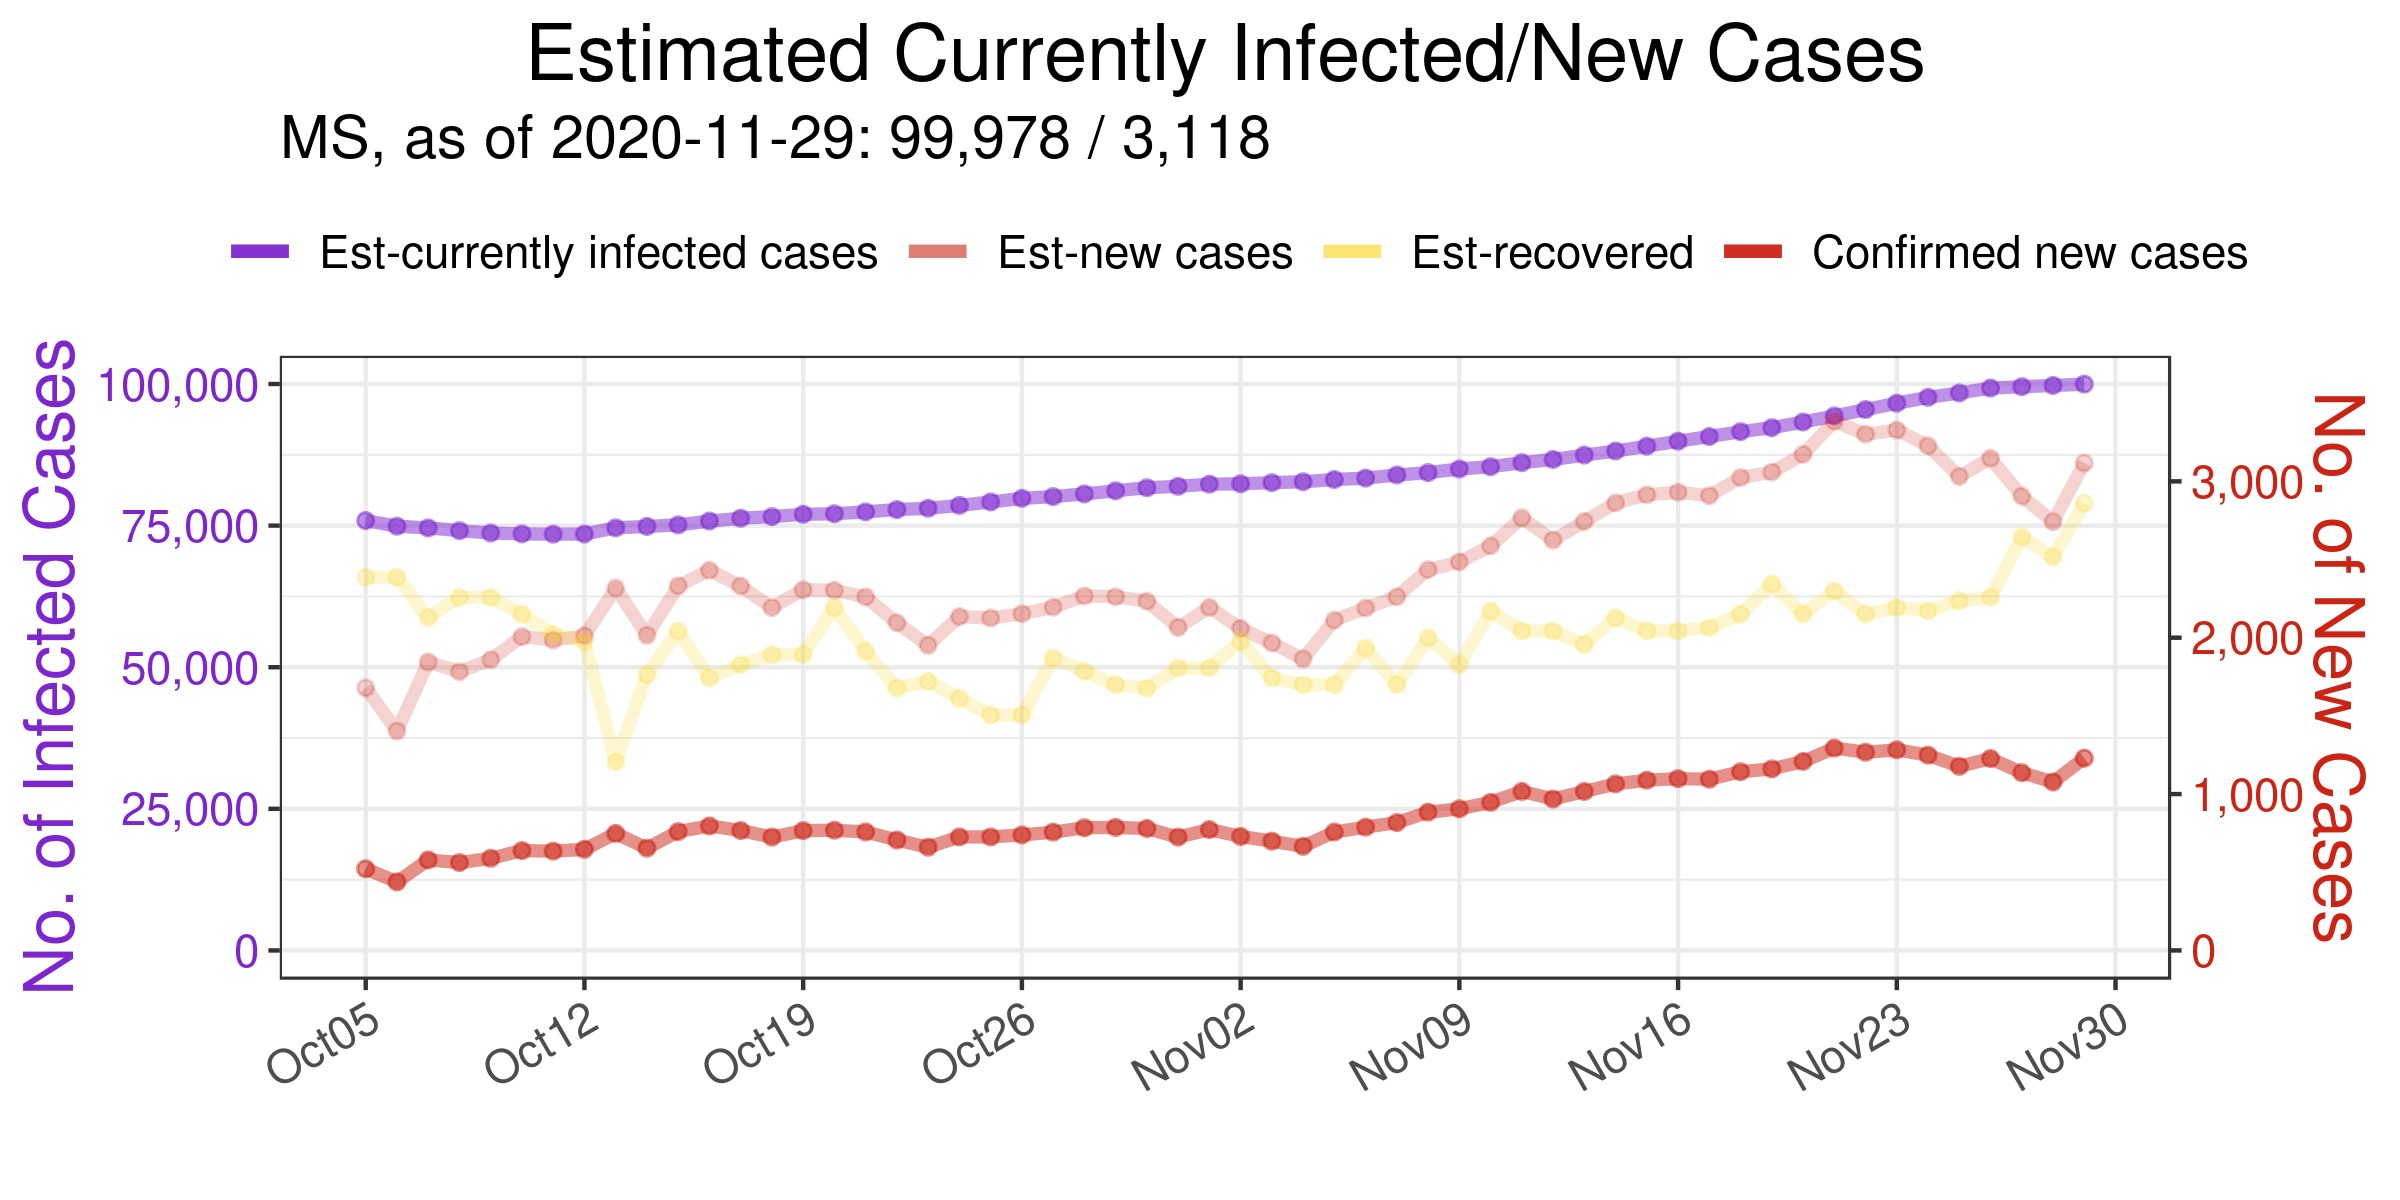 Estimated Currently Infected/New Cases
MS, as of 2020-11-29: 99,978 / 3,118
Est-currently infected cases Est-new cases Est-recovered Confirmed new cases
No. of Infected Cases
100,000
75,000
50,000
25,000
0
3,000
2,000
1,000
0
No. of New Cases
Oct05 Oct12 Oct19 Oct26 Nov02 Nov09 Nov16 Nov23 Nov30